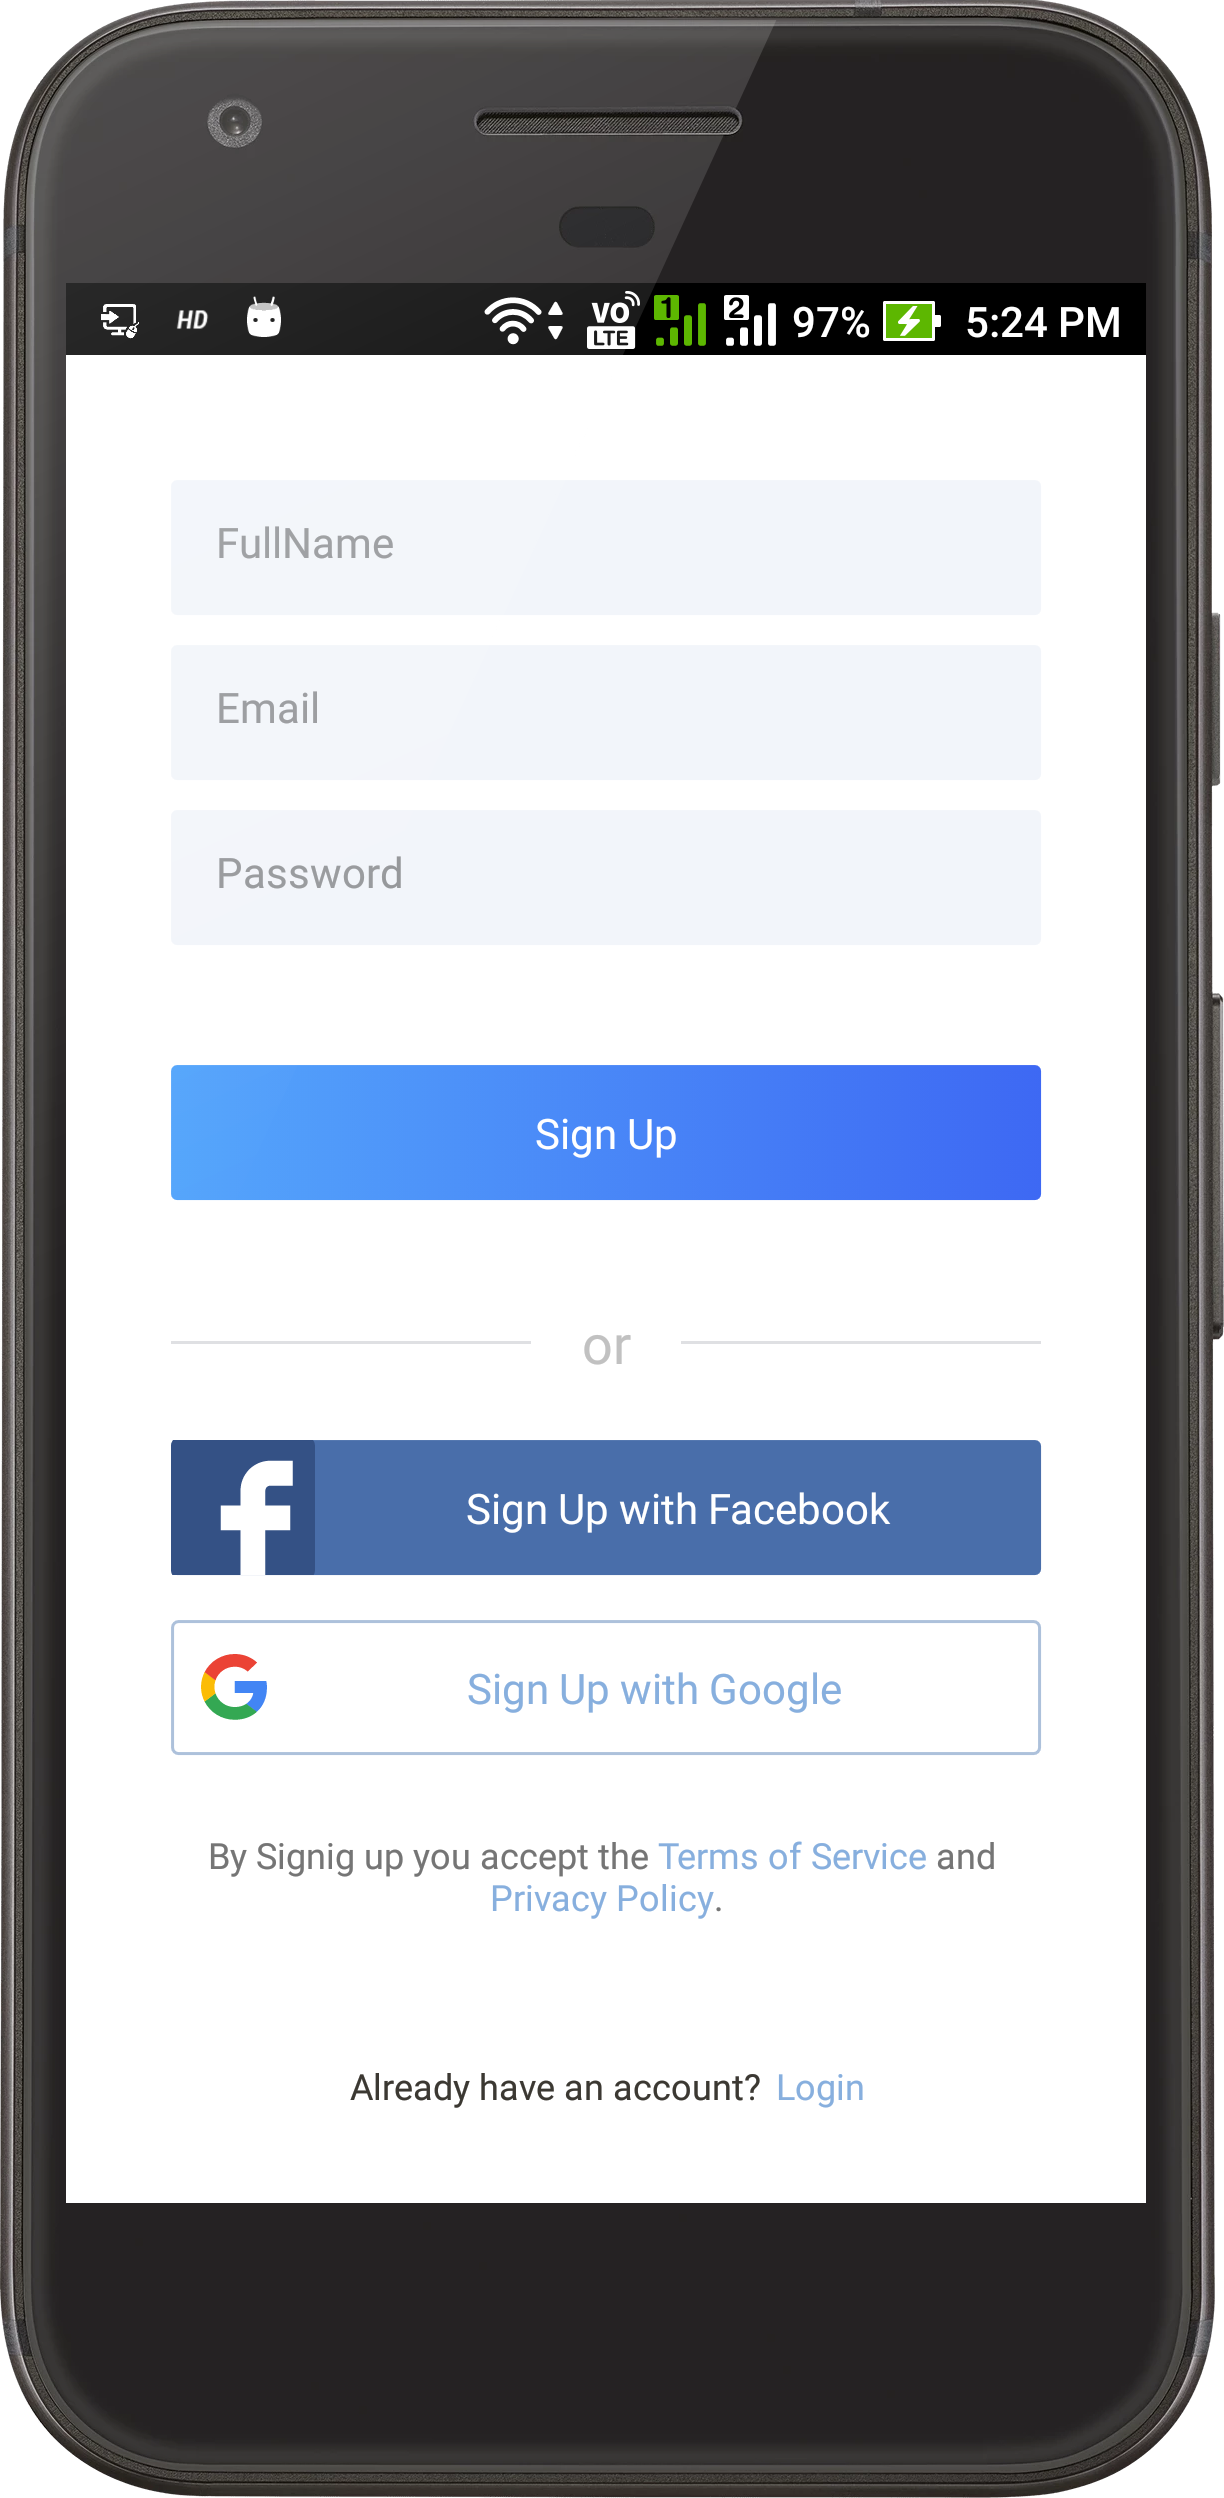 HD VO LTE 1 2 97% 5:24 PM
FullName
Email
Password
Sign Up
or
Sign Up with Facebook
Sign Up with Google
By Signig up you accept the Terms of Service and
Privacy Policy.
Already have an account? Login